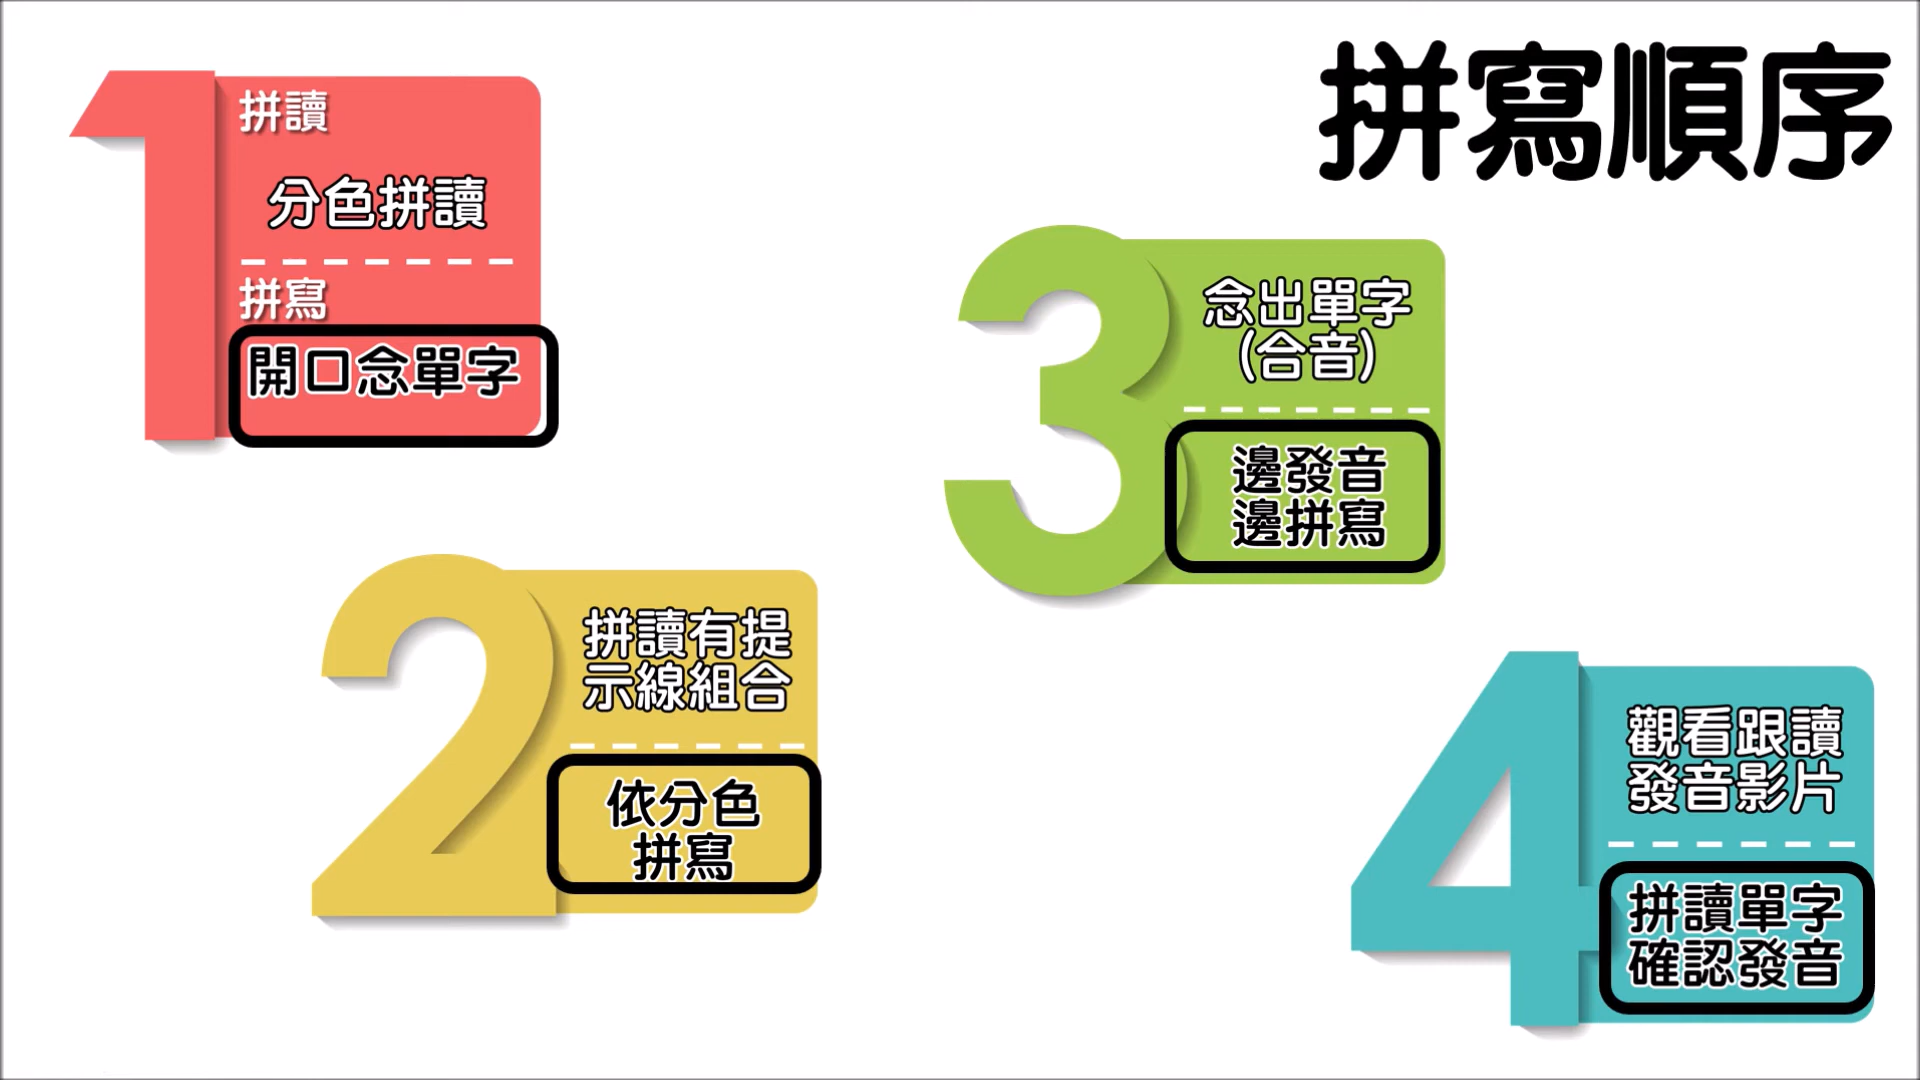 拼寫順序
1
拼讀
分色拼讀
拼寫
開口念單字
2
拼讀有提
示線組合
依分色
拼寫
3
念出單字
(合音)
邊發音
邊拼寫
4
觀看跟讀
發音影片
拼讀單字
確認發音